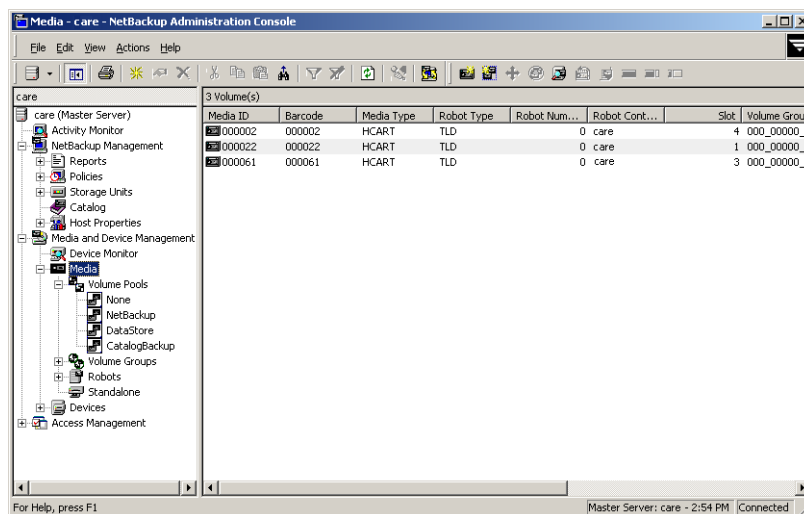 Media - care - NetBackup Administration Console
File Edit View Actions Help
care
3 Volume(s)
care (Master Server)
Activity Monitor
NetBackup Management
Reports
Policies
Storage Units
Catalog
Host Properties
Media and Device Management
Device Monitor
Media
Volume Pools
None
NetBackup
DataStore
CatalogBackup
Volume Groups
Robots
Standalone
Devices
Access Management
Media ID Barcode Media Type Robot Type Robot Num... Robot Cont... Slot Volume Grou
000002 000002 HCART TLD 0 care 4 000_00000_
000022 000022 HCART TLD 0 care 1 000_00000_
000061 000061 HCART TLD 0 care 3 000_00000_
For Help, press F1
Master Server: care - 2:54 PM Connected